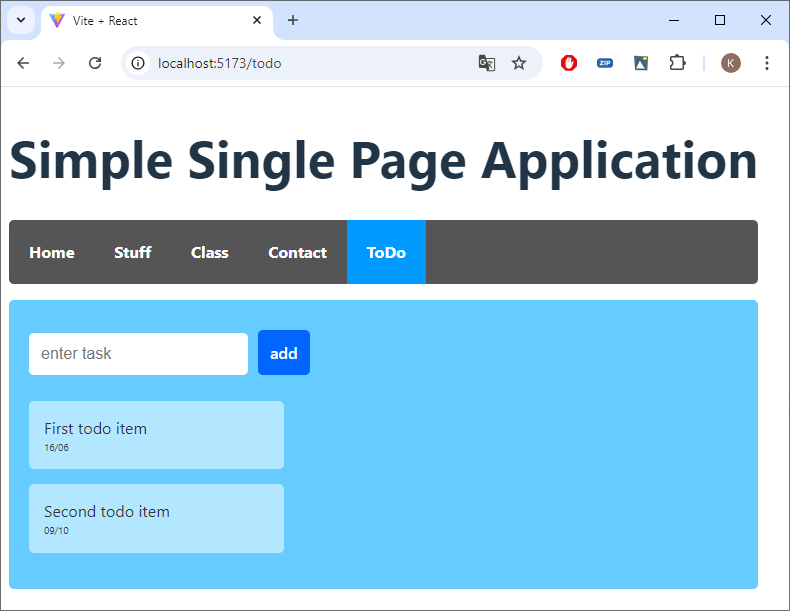 Vite + React
localhost:5173/todo
ZIP
K
Simple Single Page Application
Home Stuff Class Contact ToDo
enter task add
First todo item
16/06
Second todo item
09/10